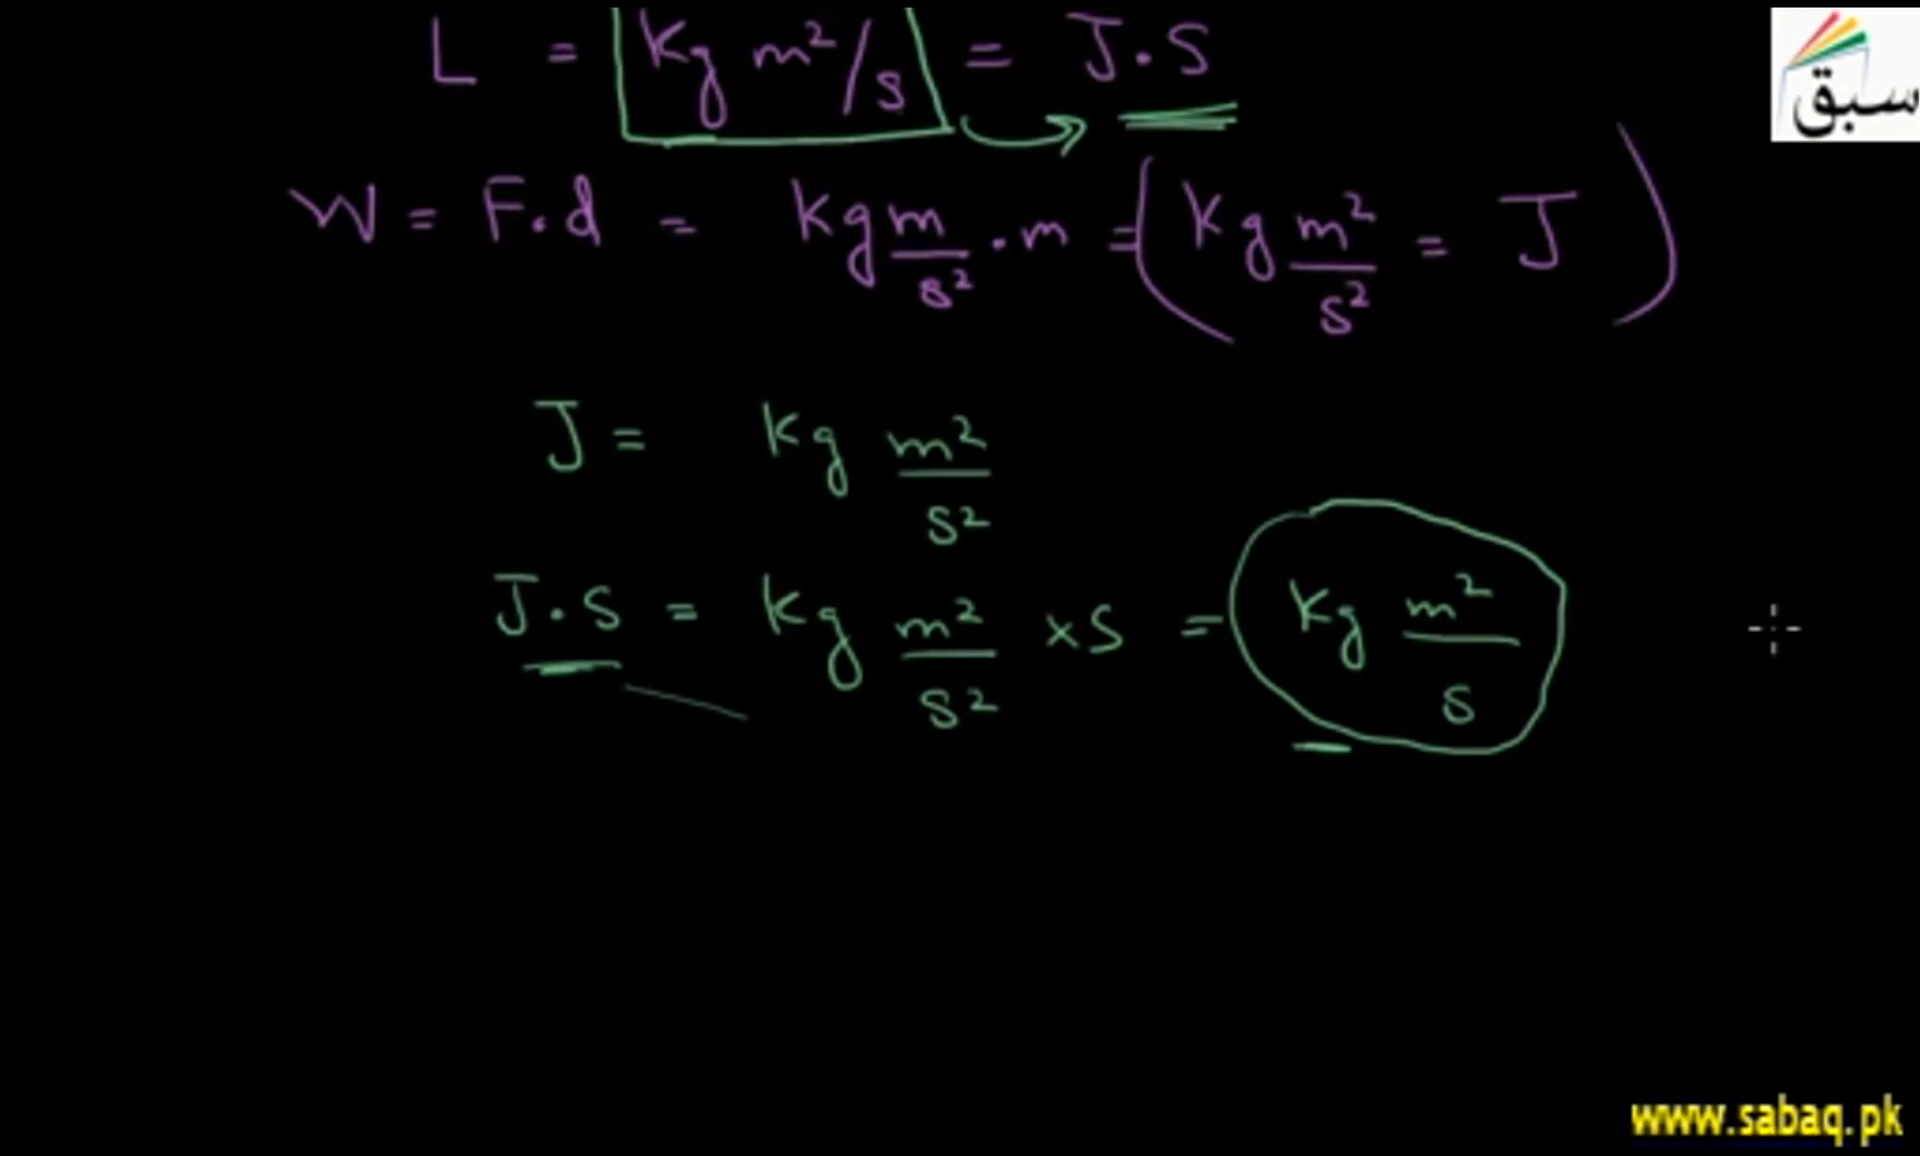 L = kg m²/s = J.S
سبق
W = F.d = kg m/s² . m = (kg m²/s² = J)
J = kg m²/s²
J.S = kg m²/s² x S = kg m²/s
www.sabaq.pk